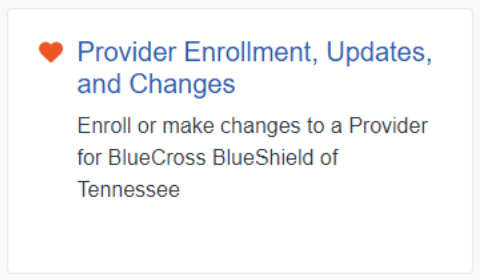 Provider Enrollment, Updates,
and Changes
Enroll or make changes to a Provider
for BlueCross BlueShield of
Tennessee